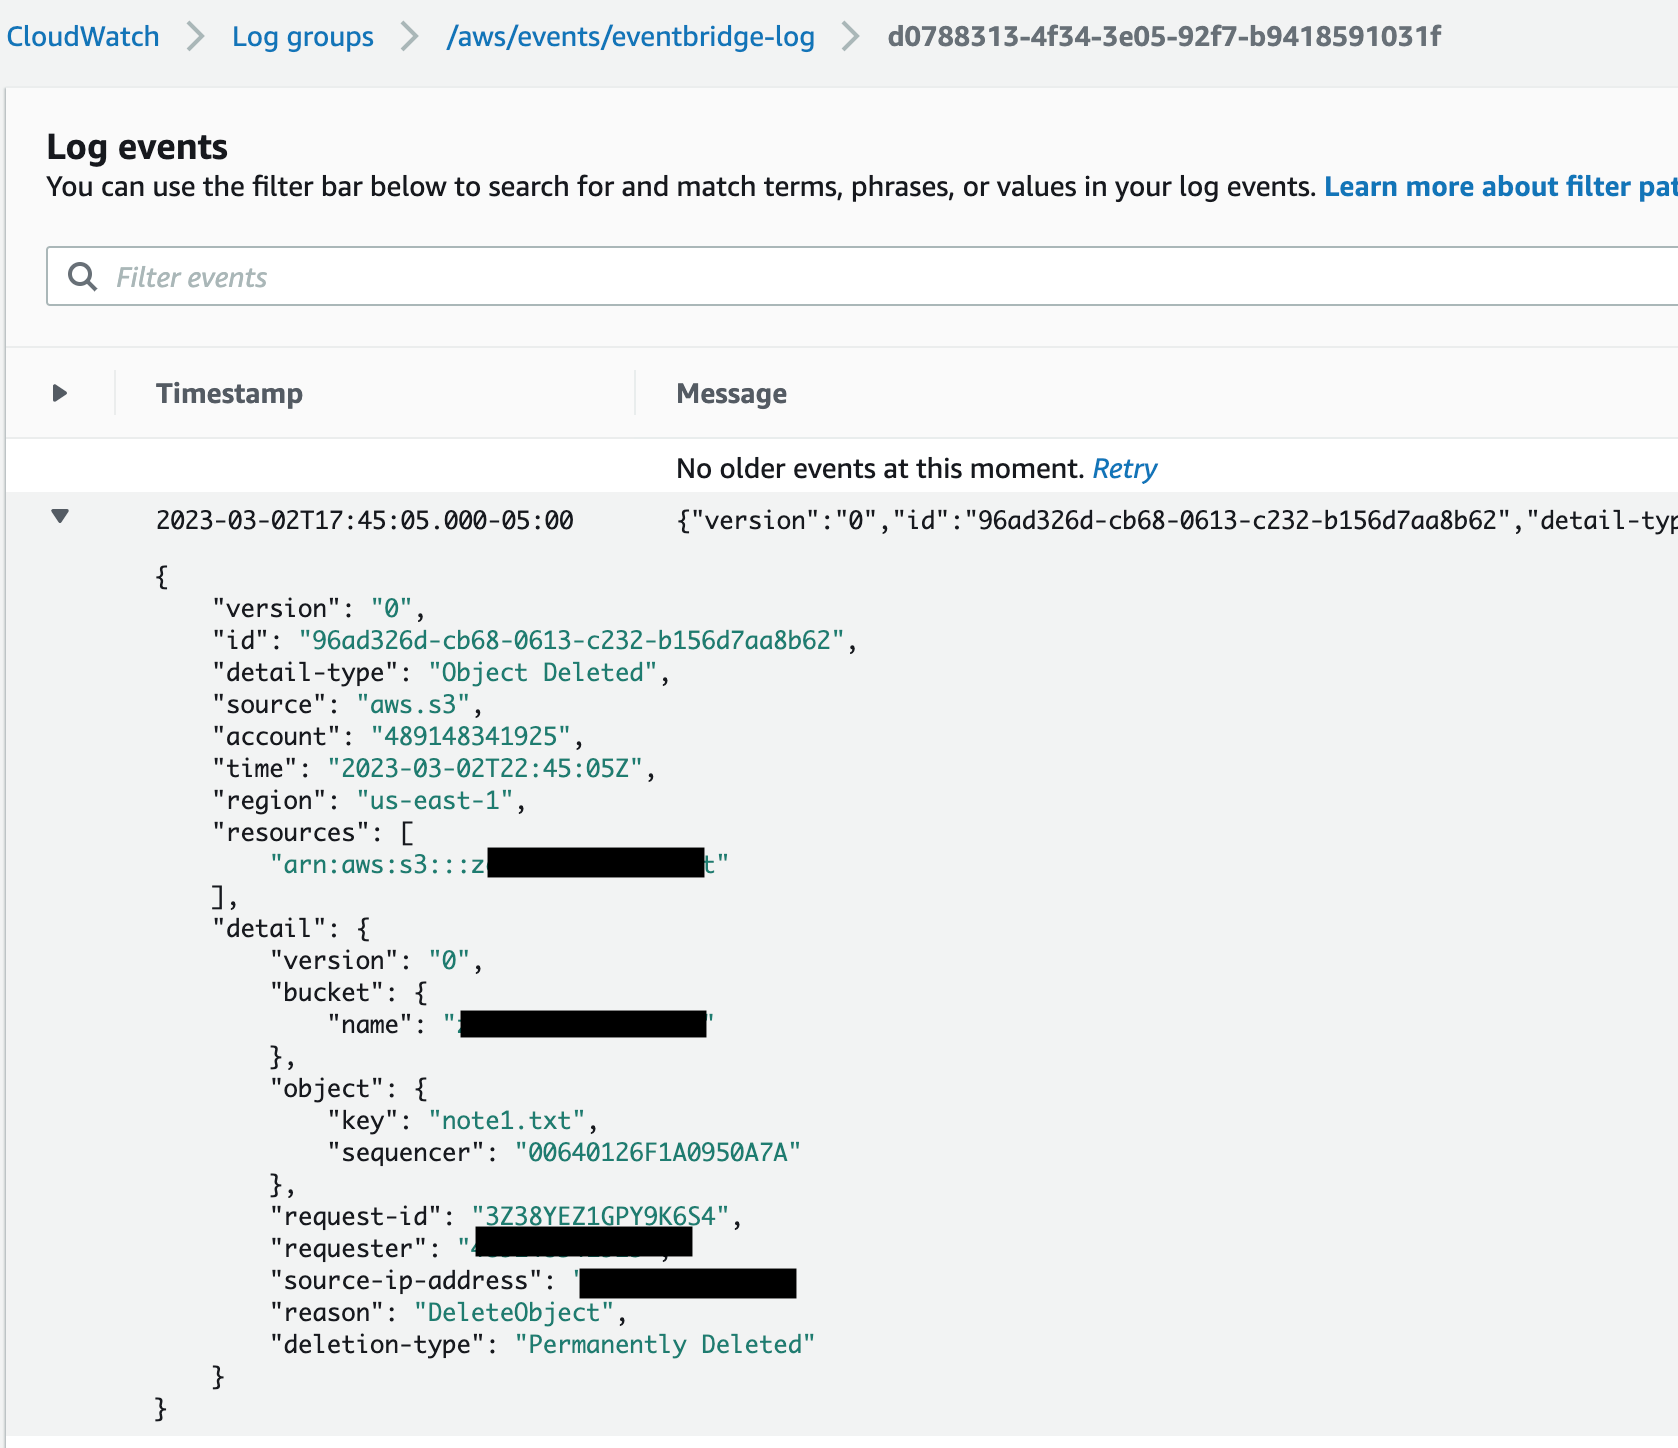 CloudWatch > Log groups > /aws/events/eventbridge-log > d0788313-4f34-3e05-92f7-b9418591031f
Log events
You can use the filter bar below to search for and match terms, phrases, or values in your log events. Learn more about filter pat
Filter events
Timestamp Message
No older events at this moment. Retry
2023-03-02T17:45:05.000-05:00 {"version":"0","id":"96ad326d-cb68-0613-c232-b156d7aa8b62","detail-typ
{
"version": "0",
"id": "96ad326d-cb68-0613-c232-b156d7aa8b62",
"detail-type": "Object Deleted",
"source": "aws.s3",
"account": "489148341925",
"time": "2023-03-02T22:45:05Z",
"region": "us-east-1",
"resources": [
"arn:aws:s3:::z t"
],
"detail": {
"version": "0",
"bucket": {
"name": " "
},
"object": {
"key": "note1.txt",
"sequencer": "00640126F1A0950A7A"
},
"request-id": "3Z38YEZ1GPY9K6S4",
"requester": "
"source-ip-address":
"reason": "DeleteObject",
"deletion-type": "Permanently Deleted"
}
}